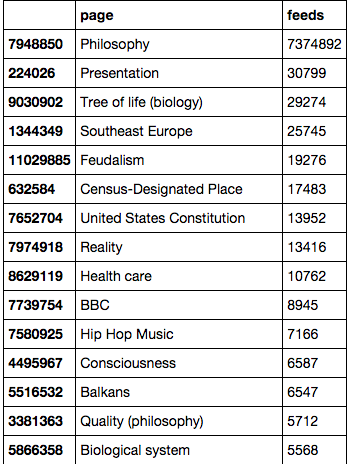 page feeds
7948850 Philosophy 7374892
224026 Presentation 30799
9030902 Tree of life (biology) 29274
1344349 Southeast Europe 25745
11029885 Feudalism 19276
632584 Census-Designated Place 17483
7652704 United States Constitution 13952
7974918 Reality 13416
8629119 Health care 10762
7739754 BBC 8945
7580925 Hip Hop Music 7166
4495967 Consciousness 6587
5516532 Balkans 6547
3381363 Quality (philosophy) 5712
5866358 Biological system 5568